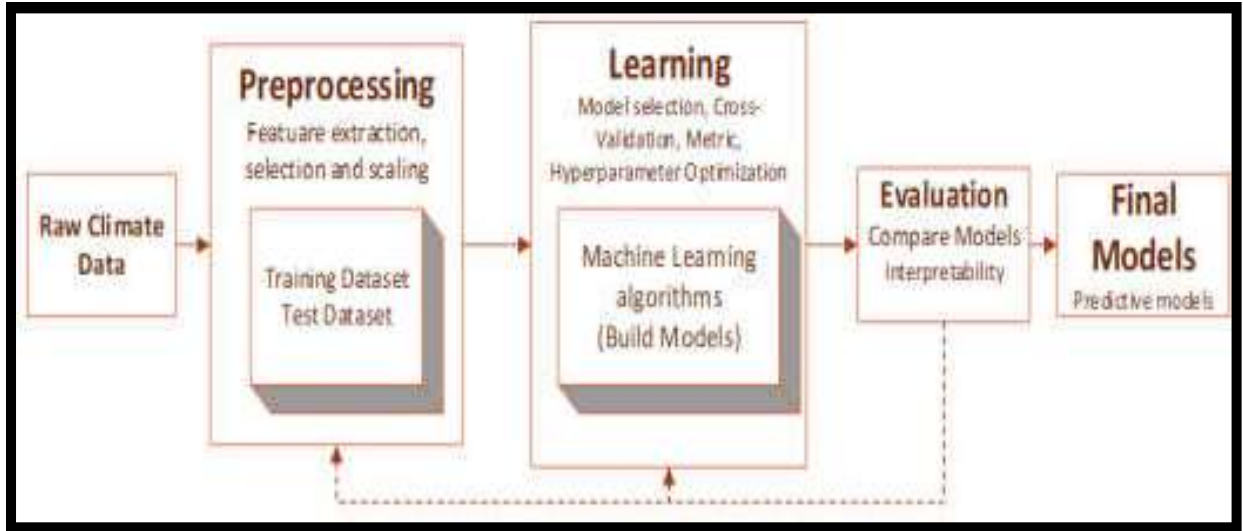 Raw Climate
Data
Preprocessing
Featuare extraction,
selection and scaling
Training Dataset
Test Dataset
Learning
Model selection, Cross-
Validation, Metric,
Hyperparameter Optimization
Machine Learning
algorithms
(Build Models)
Evaluation
Compare Models
Interpretability
Final
Models
Predictive models